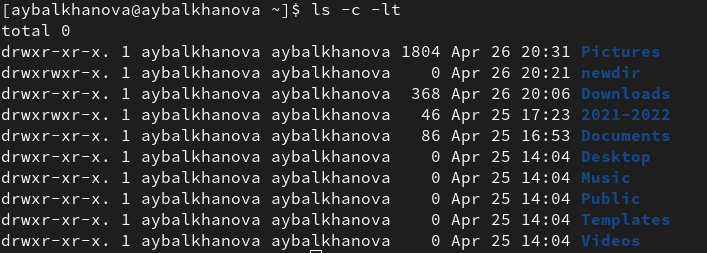 [aybalkhanova@aybalkhanova ~]$ ls -c -lt
total 0
drwxr-xr-x. 1 aybalkhanova aybalkhanova 1804 Apr 26 20:31 Pictures
drwxrwxr-x. 1 aybalkhanova aybalkhanova    0 Apr 26 20:21 newdir
drwxr-xr-x. 1 aybalkhanova aybalkhanova  368 Apr 26 20:06 Downloads
drwxrwxr-x. 1 aybalkhanova aybalkhanova   46 Apr 25 17:23 2021-2022
drwxr-xr-x. 1 aybalkhanova aybalkhanova   86 Apr 25 16:53 Documents
drwxr-xr-x. 1 aybalkhanova aybalkhanova    0 Apr 25 14:04 Desktop
drwxr-xr-x. 1 aybalkhanova aybalkhanova    0 Apr 25 14:04 Music
drwxr-xr-x. 1 aybalkhanova aybalkhanova    0 Apr 25 14:04 Public
drwxr-xr-x. 1 aybalkhanova aybalkhanova    0 Apr 25 14:04 Templates
drwxr-xr-x. 1 aybalkhanova aybalkhanova    0 Apr 25 14:04 Videos